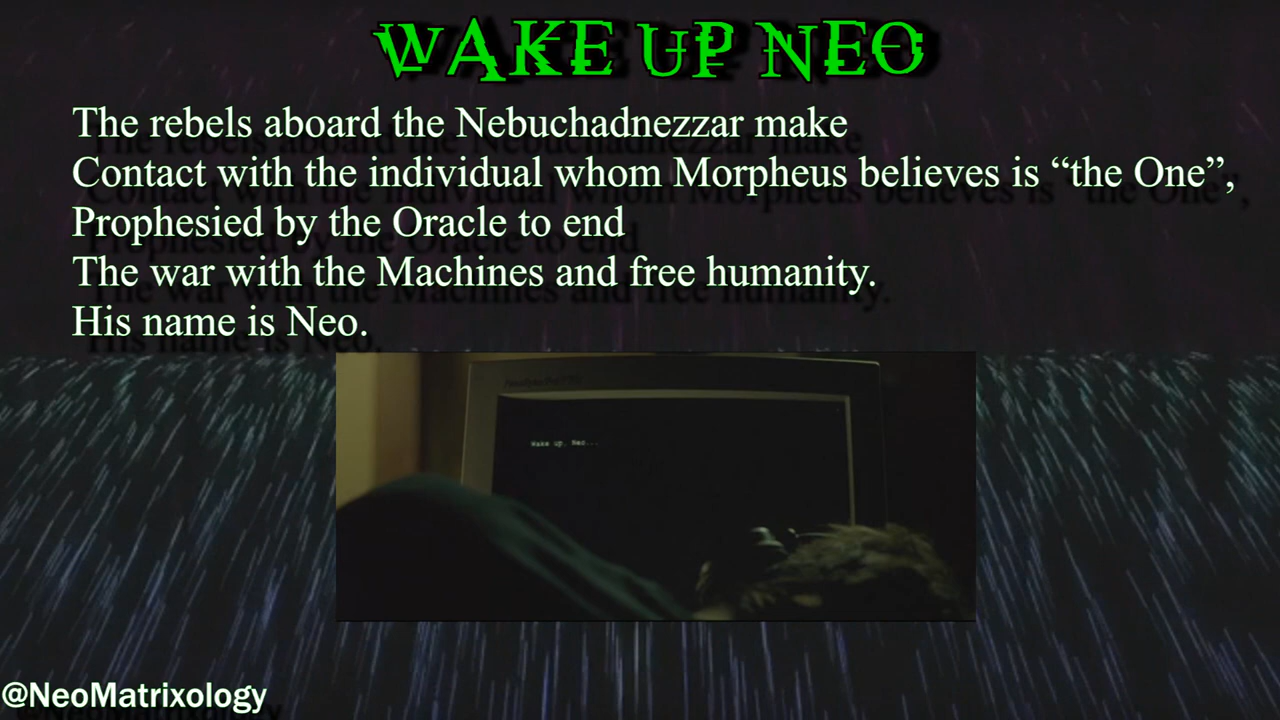 WAKE UP NEO
The rebels aboard the Nebuchadnezzar make
Contact with the individual whom Morpheus believes is “the One”,
Prophesied by the Oracle to end
The war with the Machines and free humanity.
His name is Neo.
Wake up, Neo...
@NeoMatrixology